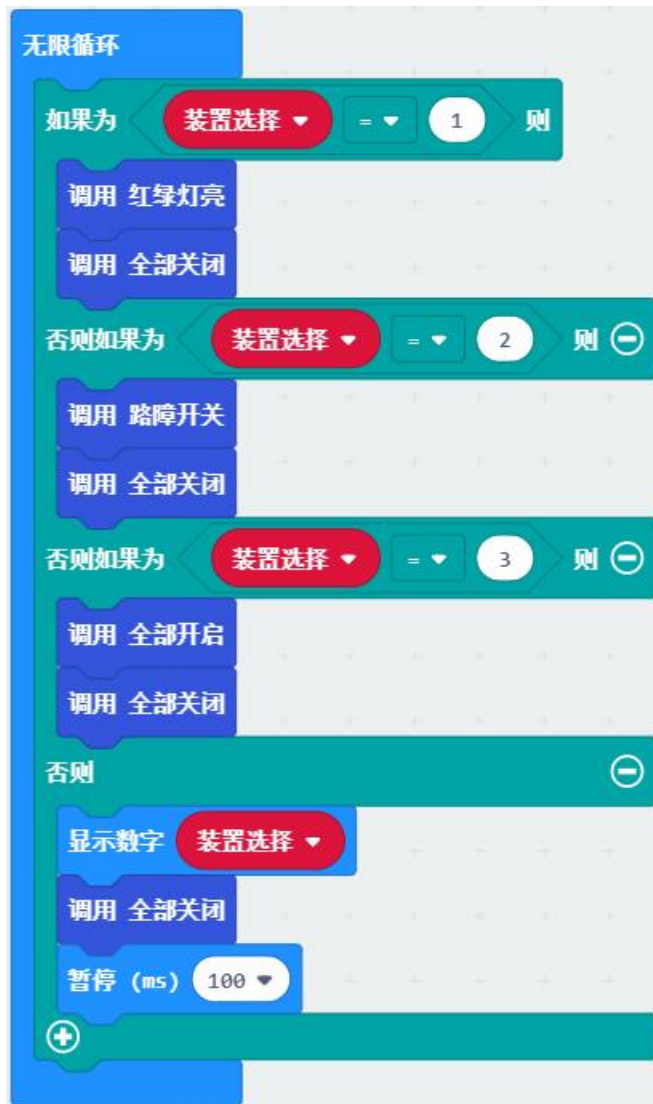 无限循环
如果为 装置选择 = 1 则
调用 红绿灯亮
调用 全部关闭
否则如果为 装置选择 = 2 则
调用 路障开关
调用 全部关闭
否则如果为 装置选择 = 3 则
调用 全部开启
调用 全部关闭
否则
显示数字 装置选择
调用 全部关闭
暂停 (ms) 100